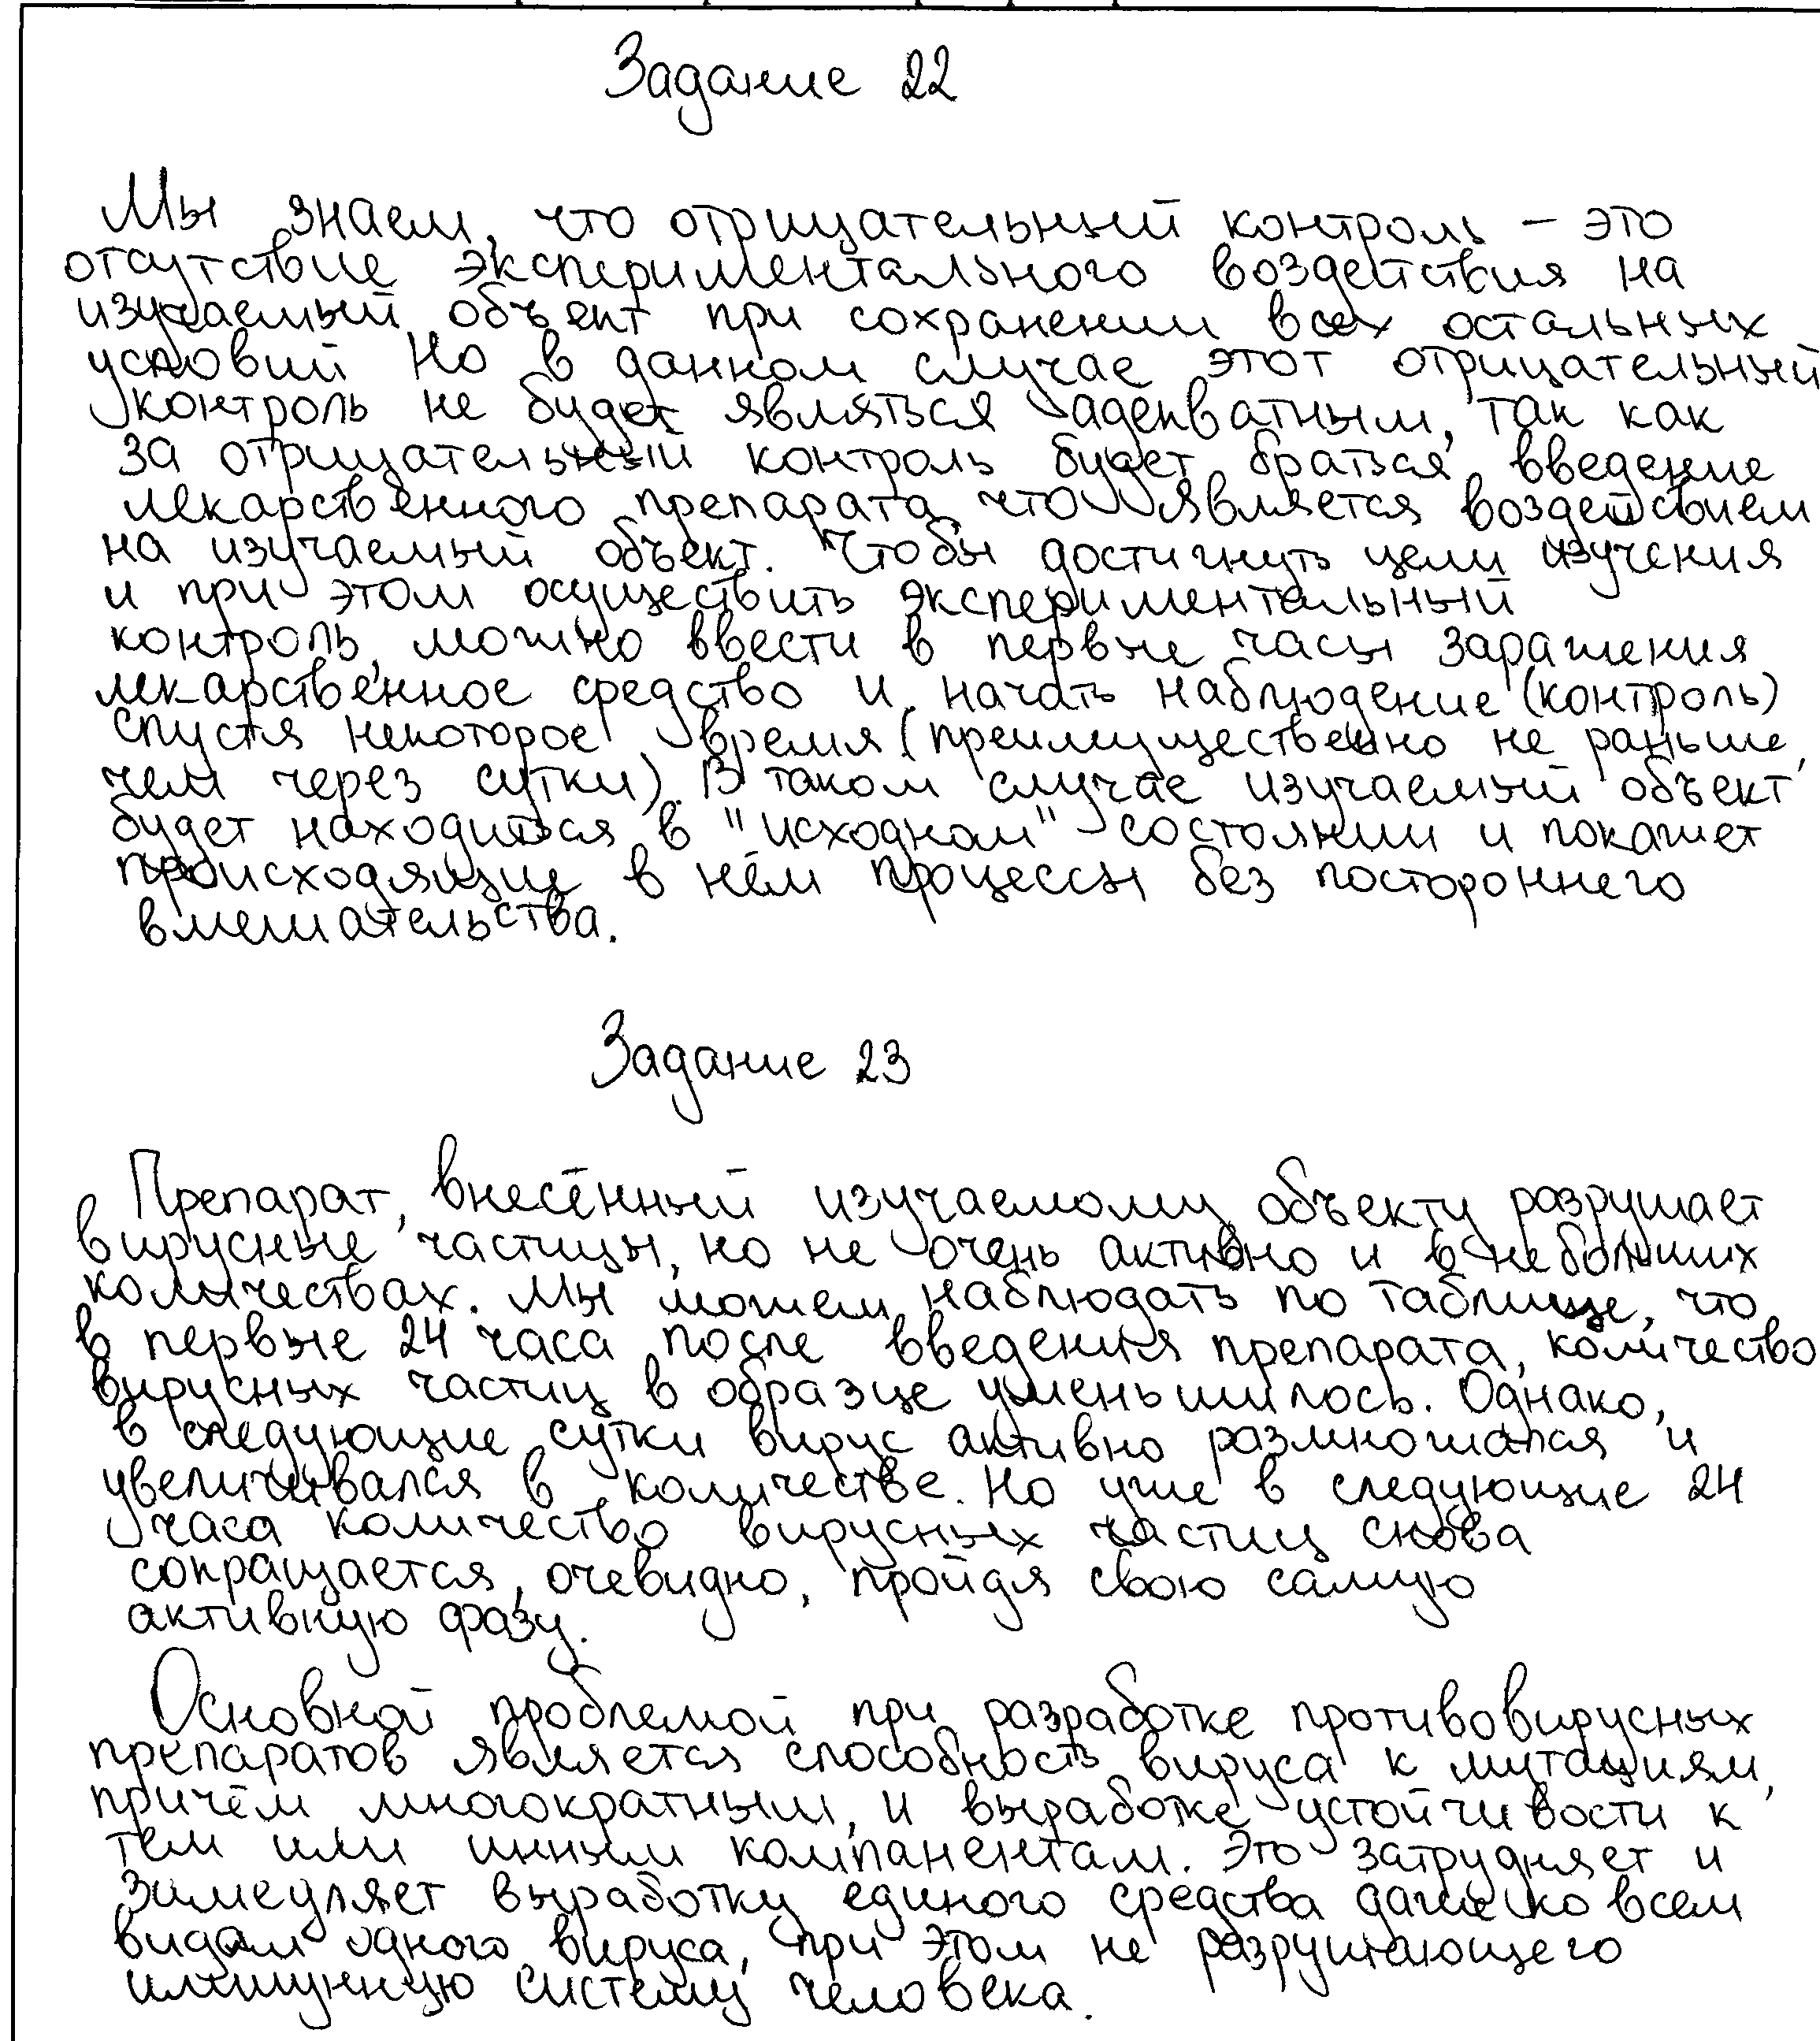 Задание 22
Мы знаем, что отрицательный контроль – это
отсутствие экспериментального воздействия на
изучаемый объект при сохранении всех остальных
условий Но в данном случае этот отрицательный
контроль не будет являться адекватным, так как
за отрицательный контроль будет браться введение
лекарственного препарата, что является воздействием
на изучаемый объект. Чтобы достигнуть цели изучения
и при этом осуществить экспериментальный
контроль, можно ввести в первые часы заражения
лекарственное средство и начать наблюдение (контроль)
спустя некоторое время (преимущественно не раньше,
чем через сутки). В таком случае изучаемый объект
будет находиться в "исходном" состоянии и покажет
происходящие в нём процессы без постороннего
вмешательства.
Задание 23
Препарат, внесённый изучаемому объекту разрушает
вирусные частицы, но не очень активно и в небольших
количествах. Мы можем наблюдать по таблице, что
в первые 24 часа после введения препарата, количество
вирусных частиц в образце уменьшилось. Однако,
в следующие сутки вирус активно размножался и
увеличивался в количестве. Но уже в следующие 24
часа количество вирусных частиц снова
сокращается, очевидно, пройдя свою самую
активную фазу.
Основной проблемой при разработке противовирусных
препаратов является способность вируса к мутациям,
причём многократным, и выработке устойчивости к
тем или иным компанентам. Это затрудняет и
замедляет выработку единого средства даже ко всем
видам одного вируса, при этом не разрушающего
иммунную систему человека.